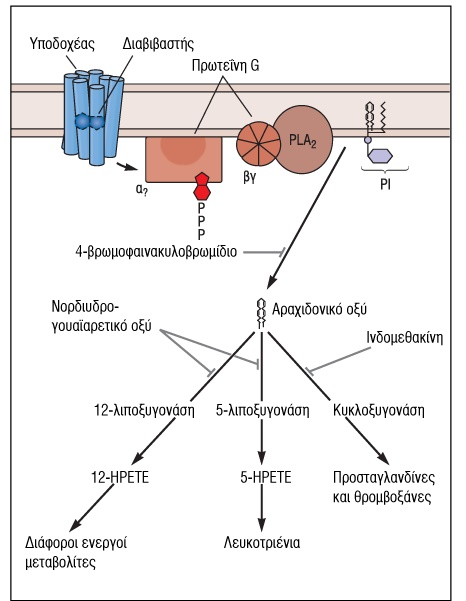 Υποδοχέας
Διαβιβαστής
Πρωτεΐνη G
PLA2
α?
βγ
PI
P
P
P
4-βρωμοφαινακυλοβρωμίδιο
Νορδιυδρο-
γουαϊαρετικό οξύ
Αραχιδονικό οξύ
Ινδομεθακίνη
12-λιποξυγονάση
5-λιποξυγονάση
Κυκλοξυγονάση
12-HPETE
5-HPETE
Προσταγλανδίνες
και θρομβοξάνες
Διάφοροι ενεργοί
μεταβολίτες
Λευκοτριένια